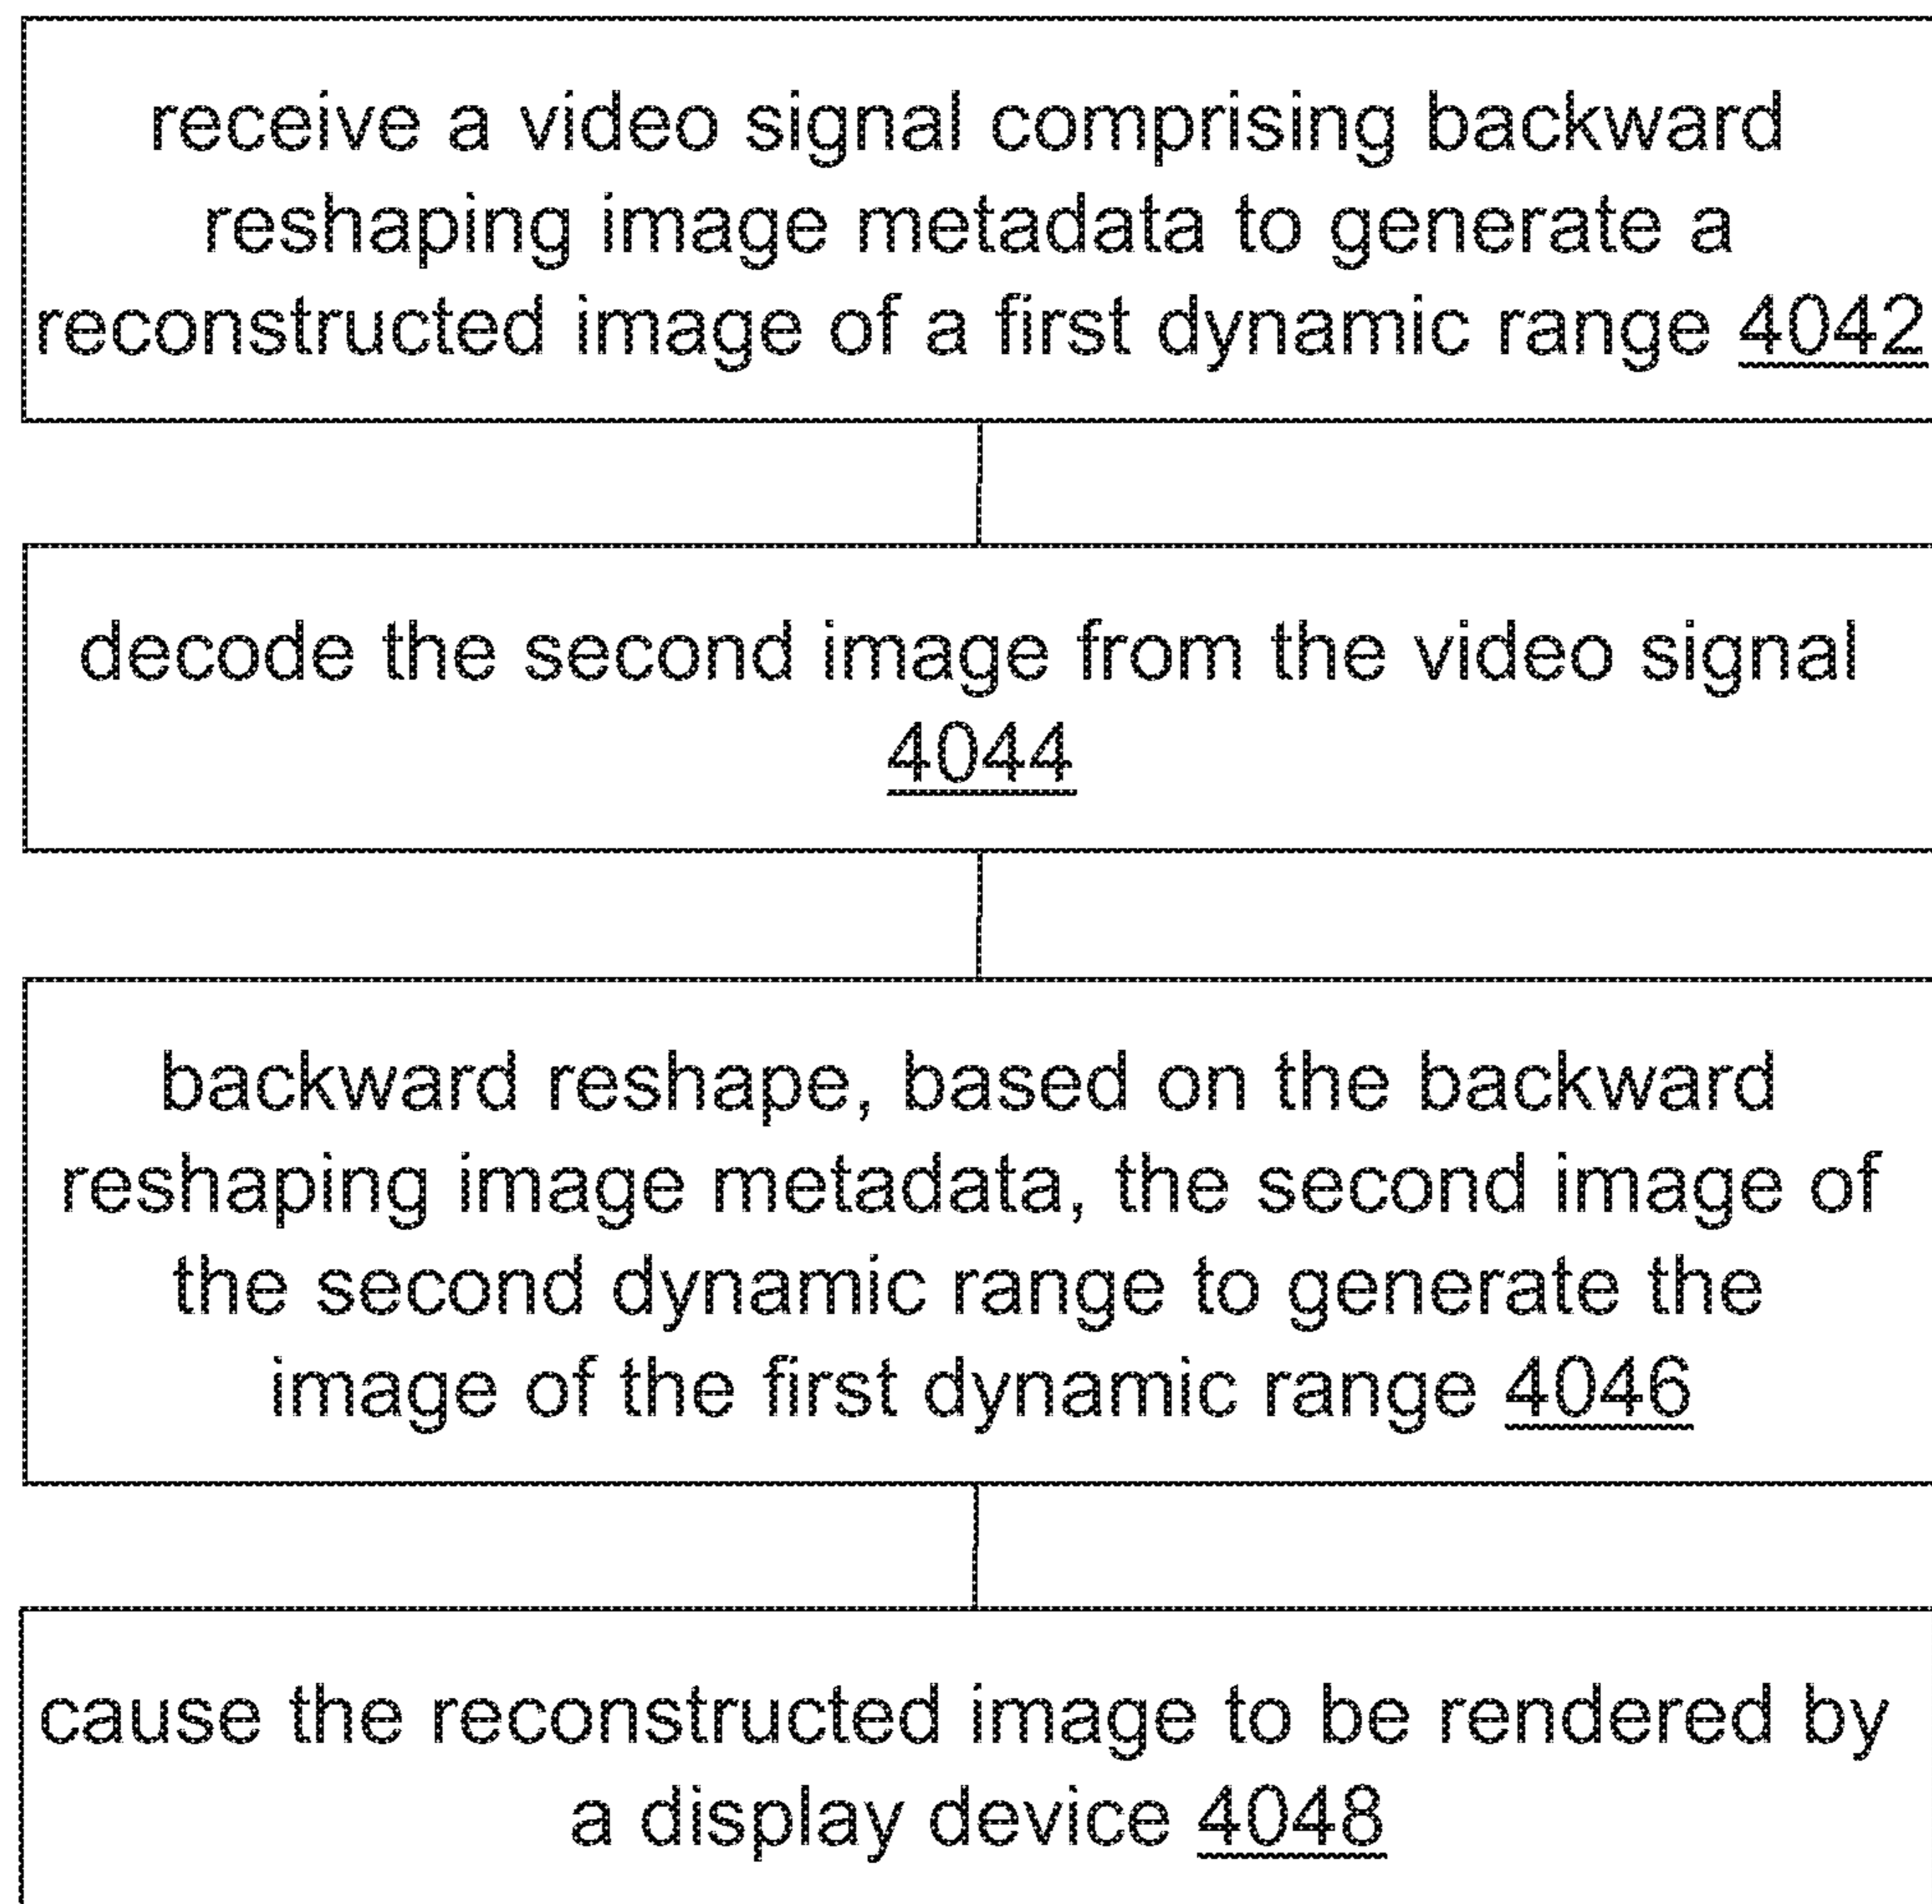 receive a video signal comprising backward
reshaping image metadata to generate a
reconstructed image of a first dynamic range 4042
decode the second image from the video signal
4044
backward reshape, based on the backward
reshaping image metadata, the second image of
the second dynamic range to generate the
image of the first dynamic range 4046
cause the reconstructed image to be rendered by
a display device 4048